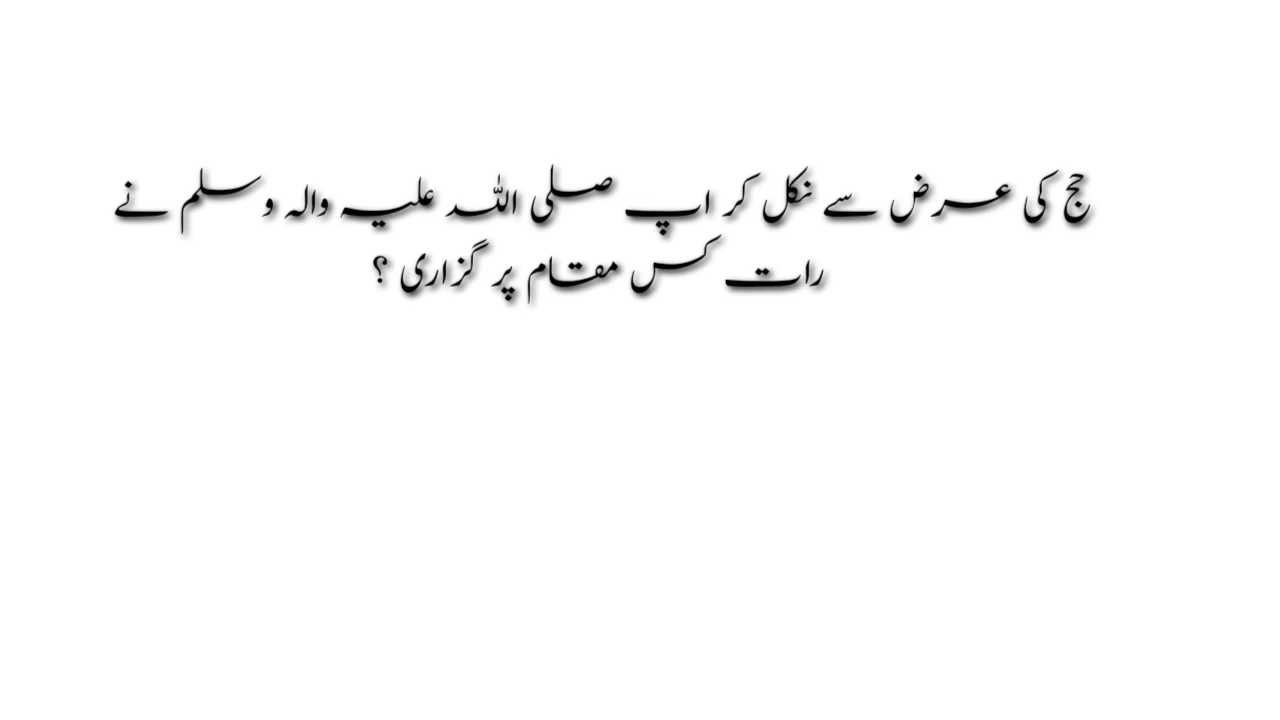 حج کی عرض سے نکل کر اپ صلی اللہ علیہ والہ وسلم نے
رات کس مقام پر گزاری ؟